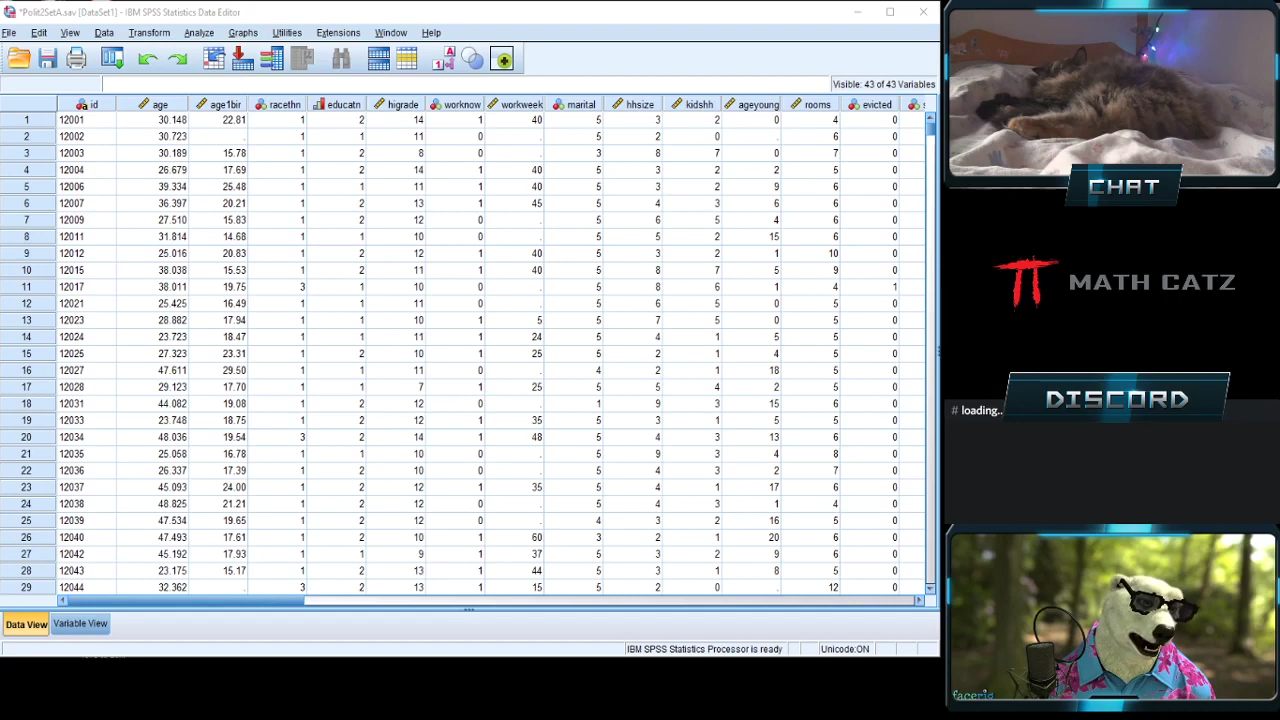 *Polit2SetA.sav [DataSet1] - IBM SPSS Statistics Data Editor
File Edit View Data Transform Analyze Graphs Utilities Extensions Window Help
Visible: 43 of 43 Variables
id age age1bir racethn educatn higrade worknow workweek marital hhsize kidshh ageyoung rooms evicted
1 12001 30.148 22.81 1 2 14 1 40 5 3 2 0 4 0
2 12002 30.723 . 1 1 11 0 . 5 2 0 . 6 0
3 12003 30.189 15.78 1 2 8 0 . 3 8 7 0 7 0
4 12004 26.679 17.69 1 2 14 1 40 5 3 2 2 5 0
5 12006 39.334 25.48 1 1 11 1 40 5 3 2 9 6 0
6 12007 36.397 20.21 1 2 13 1 45 5 4 3 6 6 0
7 12009 27.510 15.83 1 2 12 0 . 5 6 5 4 6 0
8 12011 31.814 14.68 1 1 10 0 . 5 5 2 15 6 0
9 12012 25.016 20.83 1 2 12 1 40 5 3 2 1 10 0
10 12015 38.038 15.53 1 2 11 1 40 5 8 7 5 9 0
11 12017 38.011 19.75 3 1 10 0 . 5 8 6 1 4 1
12 12021 25.425 16.49 1 1 11 0 . 5 6 5 0 5 0
13 12023 28.882 17.94 1 1 10 1 5 5 7 5 0 5 0
14 12024 23.723 18.47 1 1 11 1 24 5 4 1 5 5 0
15 12025 27.323 23.31 1 2 10 1 25 5 2 1 4 5 0
16 12027 47.611 29.50 1 1 11 0 . 4 2 1 18 5 0
17 12028 29.123 17.70 1 1 7 1 25 5 5 4 2 5 0
18 12031 44.082 19.08 1 2 12 0 . 1 9 3 15 6 0
19 12033 23.748 18.75 1 2 12 1 35 5 3 1 5 5 0
20 12034 48.036 19.54 3 2 14 1 48 5 4 3 13 6 0
21 12035 25.058 16.78 1 1 10 0 . 5 9 3 4 8 0
22 12036 26.337 17.39 1 2 10 0 . 5 4 3 2 7 0
23 12037 45.093 24.00 1 2 12 1 35 5 4 1 17 6 0
24 12038 48.825 21.21 1 2 12 0 . 5 3 1 1 4 0
25 12039 47.534 19.65 1 2 12 0 . 4 3 2 16 5 0
26 12040 47.493 17.61 1 2 10 1 60 3 2 1 20 6 0
27 12042 45.192 17.93 1 1 9 1 37 5 3 2 9 6 0
28 12043 23.175 15.17 1 2 13 1 44 5 3 1 8 5 0
29 12044 32.362 . 3 2 13 1 15 5 2 0 . 12 0
Data View Variable View
IBM SPSS Statistics Processor is ready Unicode:ON
CHAT
MATH CATZ
DISCORD
# loading..
facerig